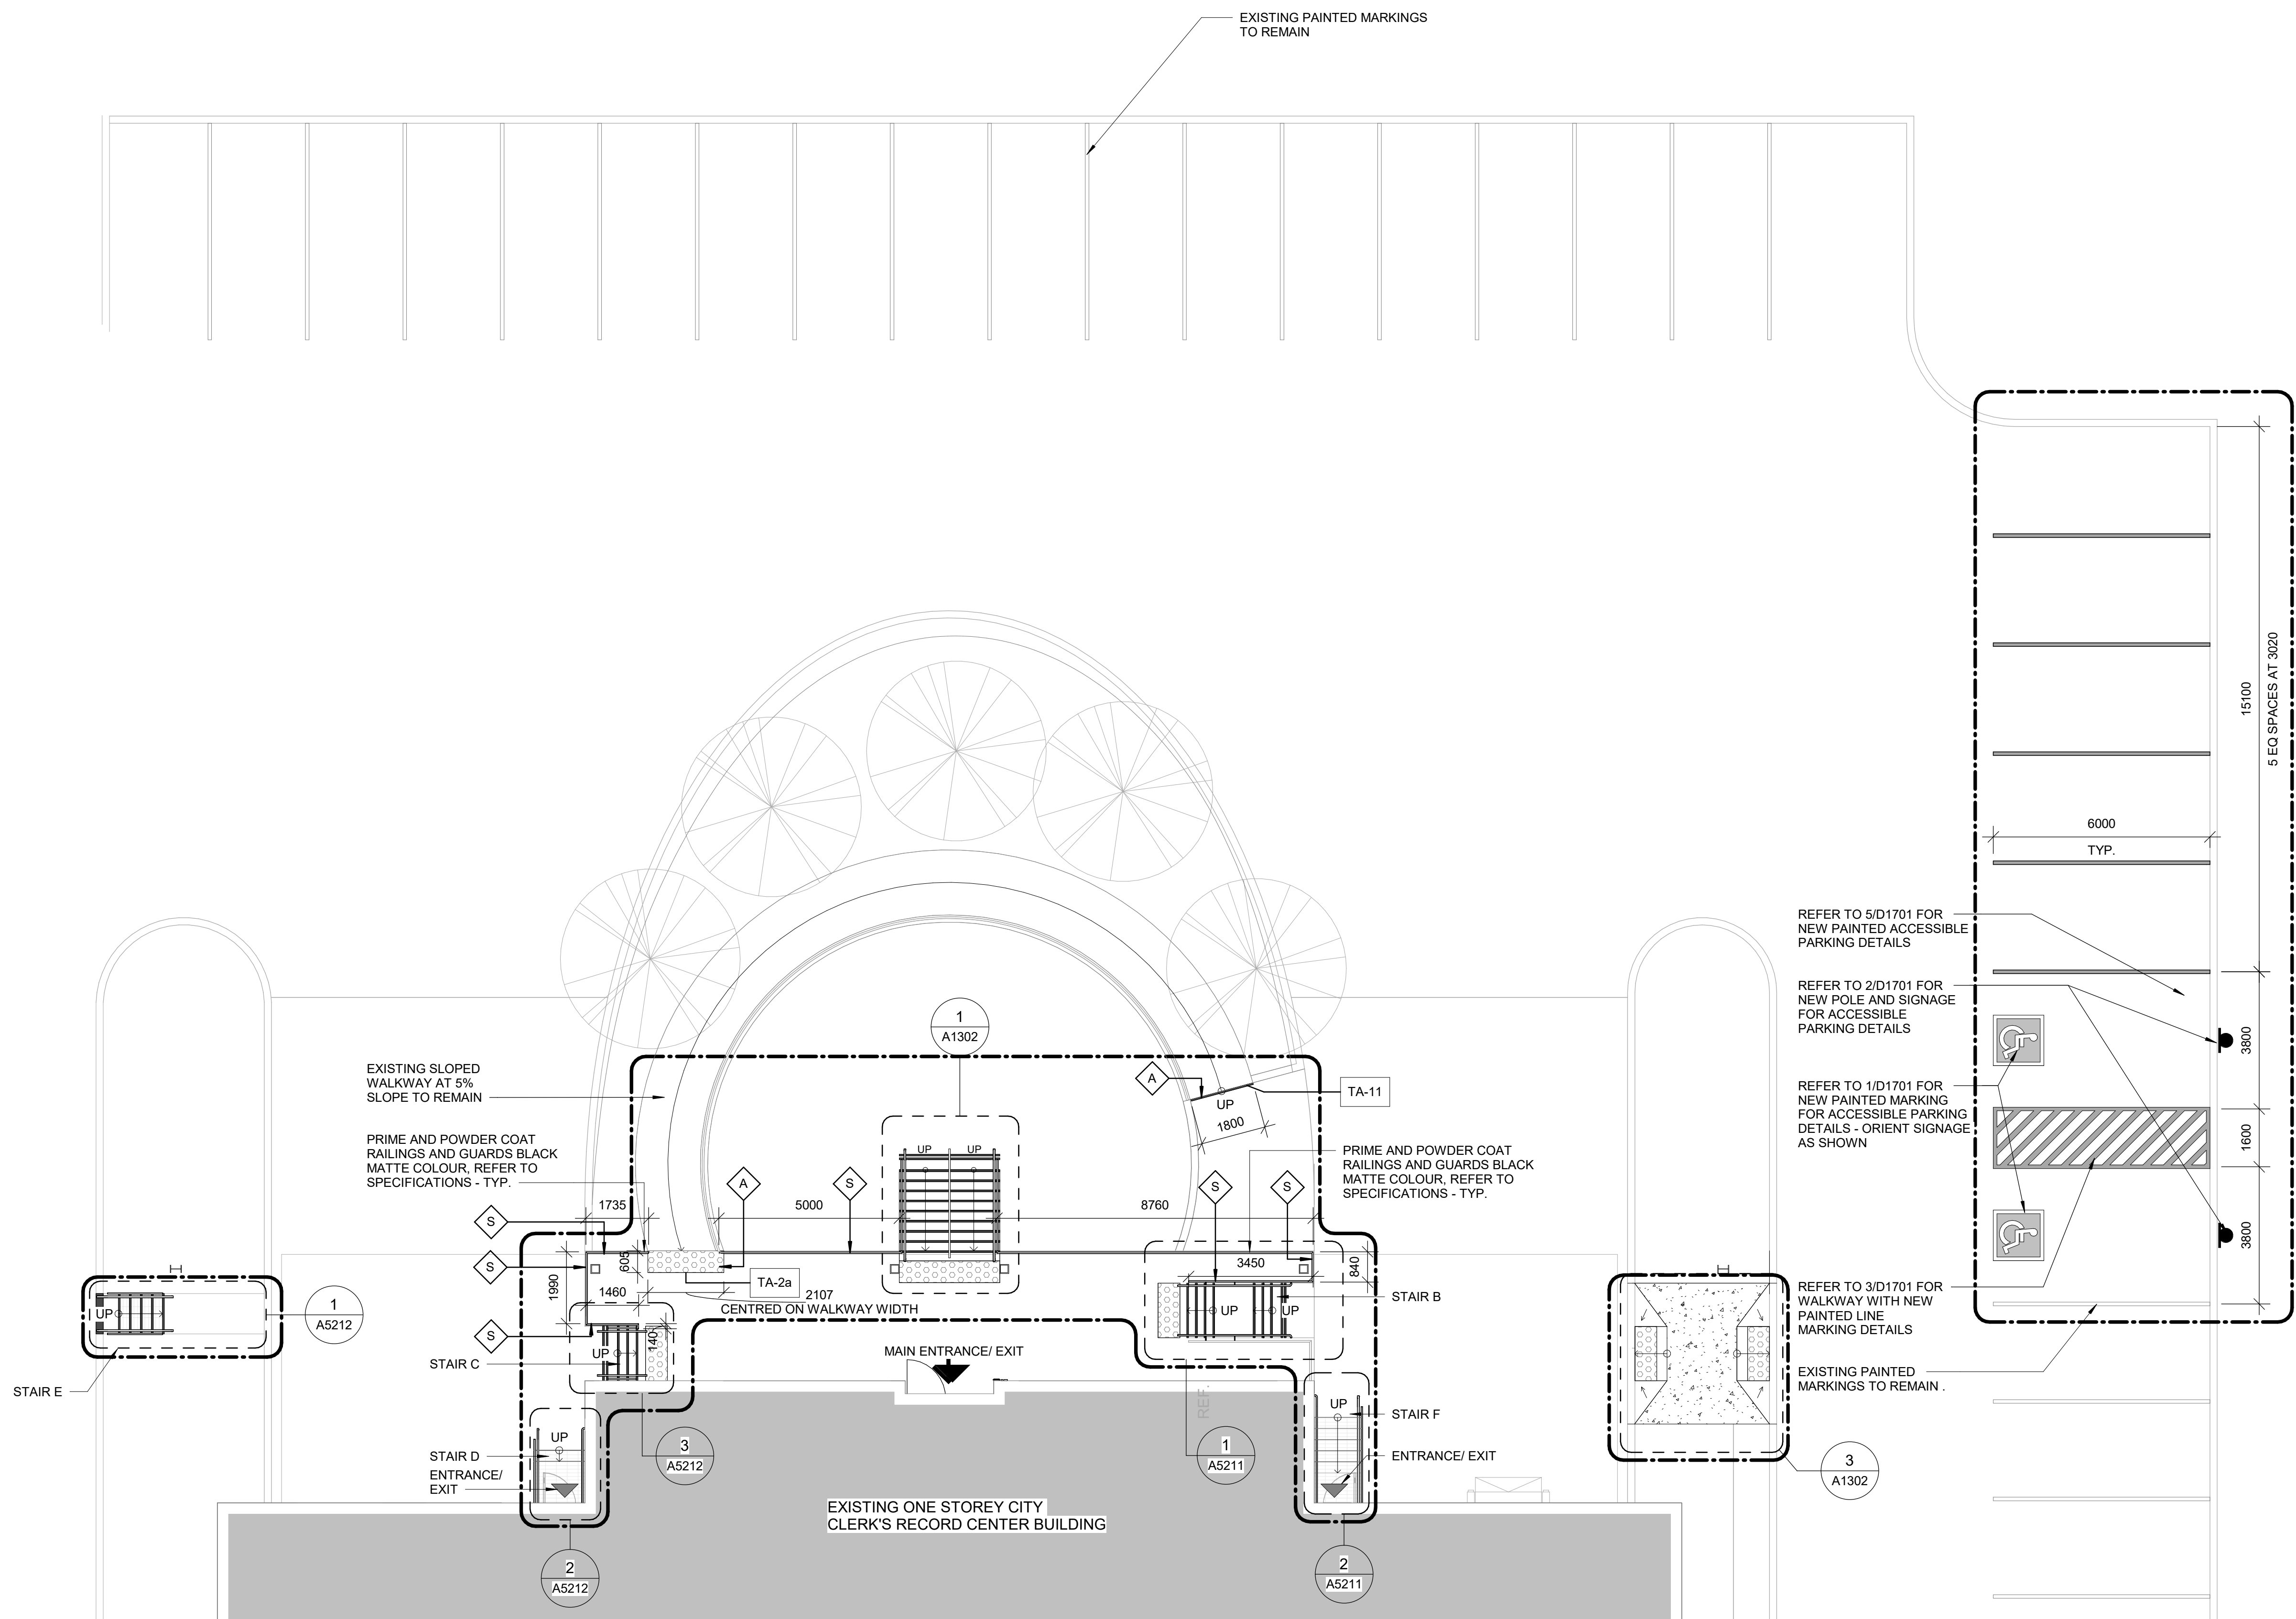 EXISTING PAINTED MARKINGS
TO REMAIN
15100
5 EQ SPACES AT 3020
6000
TYP.
REFER TO 5/D1701 FOR
NEW PAINTED ACCESSIBLE
PARKING DETAILS
REFER TO 2/D1701 FOR
NEW POLE AND SIGNAGE
FOR ACCESSIBLE
PARKING DETAILS
3800
REFER TO 1/D1701 FOR
NEW PAINTED MARKING
FOR ACCESSIBLE PARKING
DETAILS - ORIENT SIGNAGE
AS SHOWN
1600
3800
REFER TO 3/D1701 FOR
WALKWAY WITH NEW
PAINTED LINE
MARKING DETAILS
EXISTING PAINTED
MARKINGS TO REMAIN .
1
A1302
EXISTING SLOPED
WALKWAY AT 5%
SLOPE TO REMAIN
A
TA-11
UP
1800
PRIME AND POWDER COAT
RAILINGS AND GUARDS BLACK
MATTE COLOUR, REFER TO
SPECIFICATIONS - TYP.
UP
UP
PRIME AND POWDER COAT
RAILINGS AND GUARDS BLACK
MATTE COLOUR, REFER TO
SPECIFICATIONS - TYP.
A
S
S
S
1735
5000
8760
S
S
605
1990
1460
TA-2a
2107
CENTRED ON WALKWAY WIDTH
3450
840
STAIR B
UP
UP
UP
1
A5212
STAIR E
S
140
UP
STAIR C
MAIN ENTRANCE/ EXIT
REF.
UP
STAIR F
UP
STAIR D
ENTRANCE/
EXIT
3
A5212
1
A5211
ENTRANCE/ EXIT
3
A1302
EXISTING ONE STOREY CITY
CLERK'S RECORD CENTER BUILDING
2
A5212
2
A5211